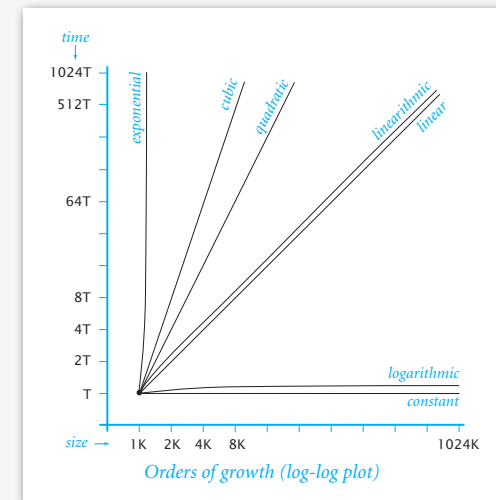 time
1024T
512T
64T
8T
4T
2T
T
exponential
cubic
quadratic
linearithmic
linear
logarithmic
constant
size
1K 2K 4K 8K 1024K
Orders of growth (log-log plot)